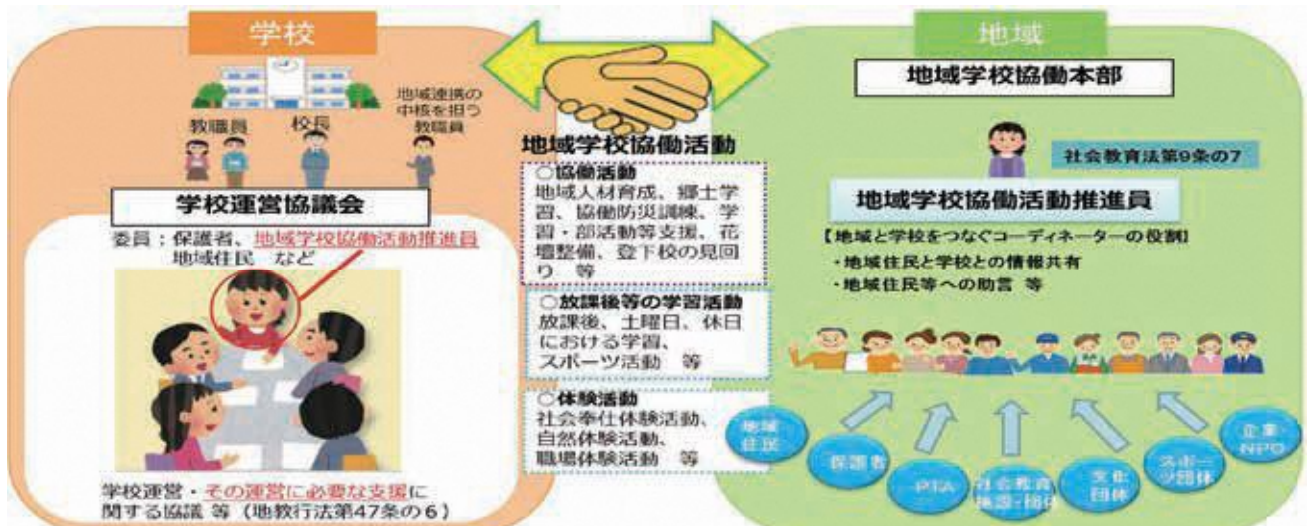 学校
地域連携の
中核を担う
教職員
教職員
校長
学校運営協議会
委員：保護者、地域学校協働活動推進員
地域住民 など
学校運営・その運営に必要な支援に
関する協議 等（地教行法第47条の6）
地域学校協働活動
○協働活動
地域人材育成、郷土学
習、協働防災訓練、学
習・部活動等支援、花
壇整備、登下校の見回
り 等
○放課後等の学習活動
放課後、土曜日、休日
における学習、
スポーツ活動 等
○体験活動
社会奉仕体験活動、
自然体験活動、
職場体験活動 等
地域
地域学校協働本部
社会教育法第9条の7
地域学校協働活動推進員
【地域と学校をつなぐコーディネーターの役割】
・地域住民と学校との情報共有
・地域住民等への助言 等
地域
住民
保護者
PTA
社会教育
施設・団体
文化
団体
スポー
ツ団体
企業・
NPO